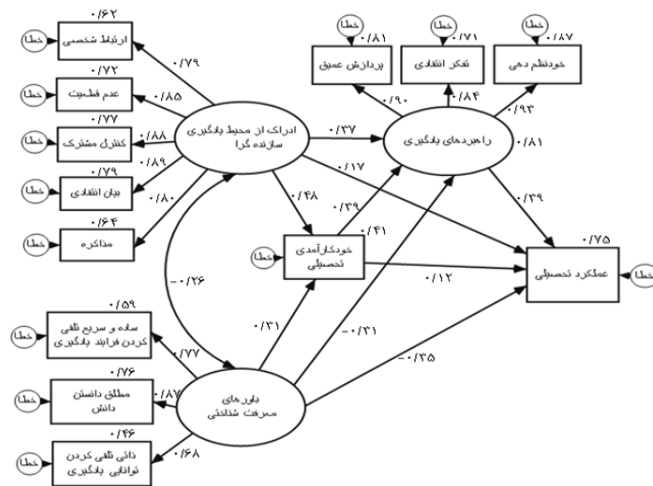 ۰/۶۲
خطا
ارتباط شخصی
۰/۷۹
۰/۷۲
خطا
عدم قطعیت
۰/۸۵
۰/۷۷
خطا
کنترل مشترک
۰/۸۸
۰/۷۹
خطا
بیان انتقادی
۰/۸۹
۰/۶۴
خطا
مذاکره
۰/۸۰
ادراک از محیط یادگیری
سازنده گرا
خطا
۰/۸۱
پردازش عمیق
۰/۹۰
خطا
۰/۷۱
تفکر انتقادی
۰/۸۴
خطا
۰/۸۷
خودنظم دهی
۰/۹۳
راهبردهای یادگیری
۰/۸۱
۰/۳۷
۰/۱۷
۰/۴۸
۰/۳۹
۰/۴۱
خطا
خودکارآمدی
تحصیلی
۰/۳۹
۰/۷۵
عملکرد تحصیلی
خطا
۰/۱۲
-۰/۲۶
۰/۳۱
-۰/۳۱
-۰/۳۵
۰/۵۹
خطا
ساده و سریع تلقی
کردن فرایند یادگیری
۰/۷۷
۰/۷۶
خطا
مطلق دانستن
دانش
۰/۸۷
۰/۴۶
خطا
ذاتی تلقی کردن
توانایی یادگیری
۰/۶۸
باورهای
معرفت شناختی